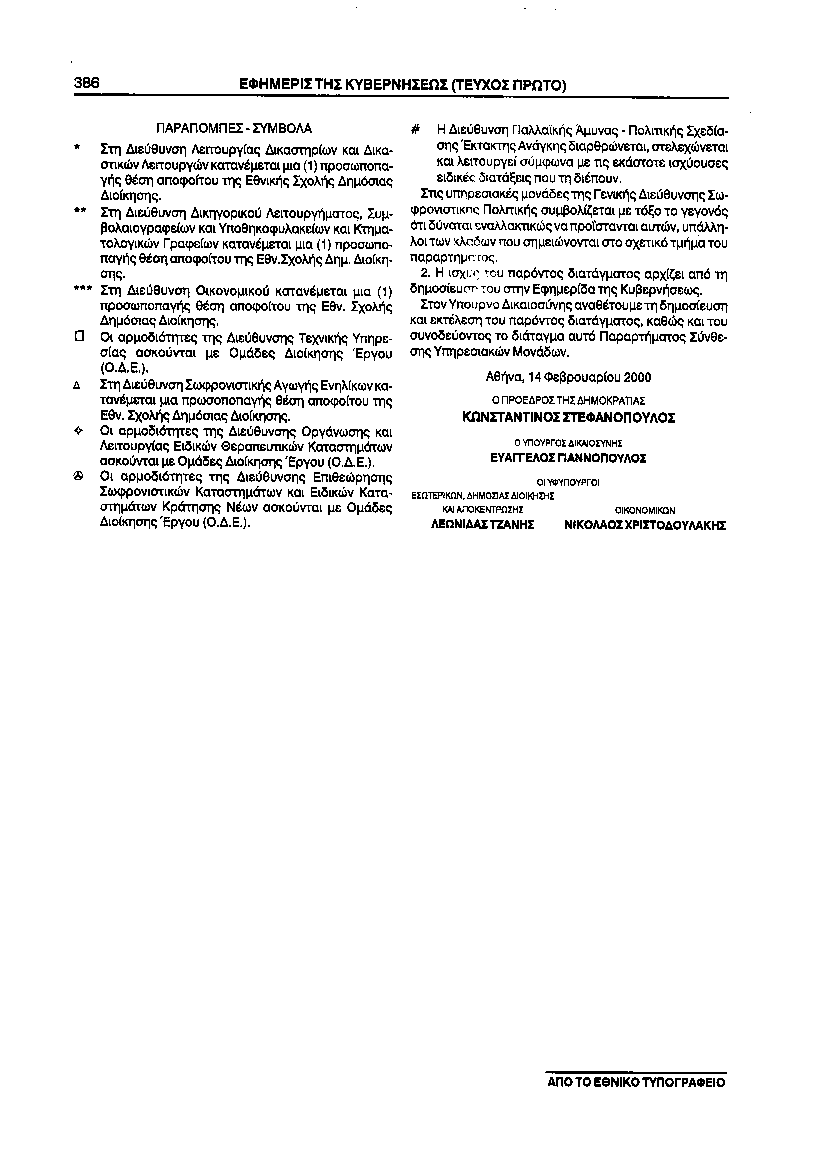 386
ΕΦΗΜΕΡΙΣ ΤΗΣ ΚΥΒΕΡΝΗΣΕΩΣ (ΤΕΥΧΟΣ ΠΡΩΤΟ)
ΠΑΡΑΠΟΜΠΕΣ - ΣΥΜΒΟΛΑ
* Στη Διεύθυνση Λειτουργίας Δικαστηρίων και Δικα-
στικών Λειτουργών κατανέμεται μια (1) προσωποπα-
γής θέση αποφοίτου της Εθνικής Σχολής Δημόσιας
Διοίκησης.
** Στη Διεύθυνση Δικηγορικού Λειτουργήματος, Συμ-
βολαιογραφείων και Υποθηκοφυλακείων και Κτημα-
τολογικών Γραφείων κατανέμεται μια (1) προσωπο-
παγής θέση αποφοίτου της Εθν.Σχολής Δημ. Διοίκη-
σης.
*** Στη Διεύθυνση Οικονομικού κατανέμεται μια (1)
προσωποπαγής θέση αποφοίτου της Εθν. Σχολής
Δημόσιας Διοίκησης.
□ Οι αρμοδιότητες της Διεύθυνσης Τεχνικής Υπηρε-
σίας ασκούνται με Ομάδες Διοίκησης Έργου
(Ο.Δ.Ε.).
Δ Στη Διεύθυνση Σωφρονιστικής Αγωγής Ενηλίκων κα-
τανέμεται μια πρωσοποπαγής θέση αποφοίτου της
Εθν. Σχολής Δημόσιας Διοίκησης.
✧ Οι αρμοδιότητες της Διεύθυνσης Οργάνωσης και
Λειτουργίας Ειδικών Θεραπευτικών Καταστημάτων
ασκούνται με Ομάδες Διοίκησης Έργου (Ο.Δ.Ε.).
Οι αρμοδιότητες της Διεύθυνσης Επιθεώρησης
Σωφρονιστικών Καταστημάτων και Ειδικών Κατα-
στημάτων Κράτησης Νέων ασκούνται με Ομάδες
Διοίκησης Έργου (Ο.Δ.Ε.).
# Η Διεύθυνση Παλλαϊκής Άμυνας - Πολιτικής Σχεδία-
σης Έκτακτης Ανάγκης διαρθρώνεται, στελεχώνεται
και λειτουργεί σύμφωνα με τις εκάστοτε ισχύουσες
ειδικές διατάξεις που τη διέπουν.
Στις υπηρεσιακές μονάδες της Γενικής Διεύθυνσης Σω-
φρονιστικης Πολιτικής συμβολίζεται με τόξο το γεγονός
ότι δύναται εναλλακτικώς να προΐστανται αυτών, υπάλλη-
λοι των κλαδων που σημειώνονται στο σχετικό τμήμα του
παραρτηματος.
2. Η ισχύς του παρόντος διατάγματος αρχίζει από τη
δημοσίευση του στην Εφημερίδα της Κυβερνήσεως.
Στον Υπουργο Δικαιοσύνης αναθέτουμε τη δημοσίευση
και εκτέλεση του παρόντος διατάγματος, καθώς και του
συνοδεύοντος το διάταγμα αυτό Παραρτήματος Σύνθε-
σης Υπηρεσιακών Μονάδων.
Αθήνα, 14 Φεβρουαρίου 2000
Ο ΠΡΟΕΔΡΟΣ ΤΗΣ ΔΗΜΟΚΡΑΤΙΑΣ
ΚΩΝΣΤΑΝΤΙΝΟΣ ΣΤΕΦΑΝΟΠΟΥΛΟΣ
Ο ΥΠΟΥΡΓΟΣ ΔΙΚΑΙΟΣΥΝΗΣ
ΕΥΑΓΓΕΛΟΣ ΓΙΑΝΝΟΠΟΥΛΟΣ
ΟΙ ΥΦΥΠΟΥΡΓΟΙ
ΕΣΩΤΕΡΙΚΩΝ, ΔΗΜΟΣΙΑΣ ΔΙΟΙΚΗΣΗΣ
ΚΑΙ ΑΠΟΚΕΝΤΡΩΣΗΣ ΟΙΚΟΝΟΜΙΚΩΝ
ΛΕΩΝΙΔΑΣ ΤΖΑΝΗΣ ΝΙΚΟΛΑΟΣ ΧΡΙΣΤΟΔΟΥΛΑΚΗΣ
ΑΠΟ ΤΟ ΕΘΝΙΚΟ ΤΥΠΟΓΡΑΦΕΙΟ